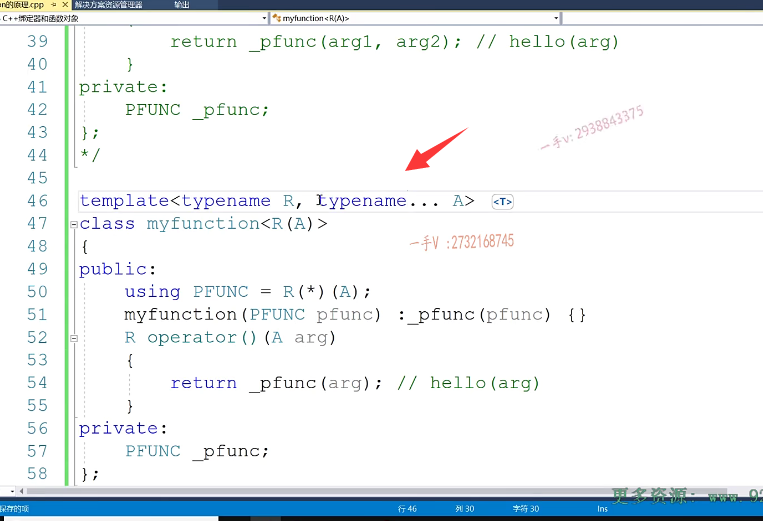 on的原理.cpp 解决方案资源管理器 输出
C++绑定器和函数对象 myfunction<R(A)>
39 return _pfunc(arg1, arg2); // hello(arg)
40 }
41 private:
42 PFUNC _pfunc;
43 };
44 */
45
46 template<typename R, typename... A> <T>
47 class myfunction<R(A)>
48 {
49 public:
50 using PFUNC = R(*)(A);
51 myfunction(PFUNC pfunc) :_pfunc(pfunc) {}
52 R operator()(A arg)
53 {
54 return _pfunc(arg); // hello(arg)
55 }
56 private:
57 PFUNC _pfunc;
58 };
一手v:2938843375
一手V :2732168745
更多资源: www.9
保存的项 行 46 列 30 字符 30 Ins